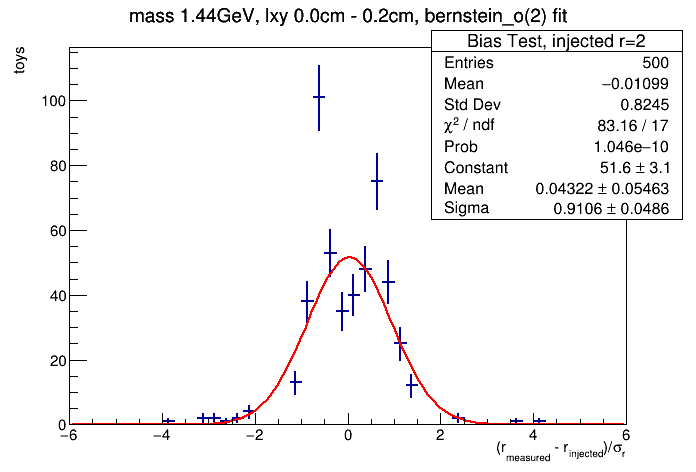 mass 1.44GeV, lxy 0.0cm - 0.2cm, bernstein_o(2) fit
toys
Bias Test, injected r=2
Entries 500
Mean −0.01099
Std Dev 0.8245
χ² / ndf 83.16 / 17
Prob 1.046e−10
Constant 51.6 ± 3.1
Mean 0.04322 ± 0.05463
Sigma 0.9106 ± 0.0486
100
80
60
40
20
0
−6 −4 −2 0 2 4 6
(r_measured - r_injected)/σ_r